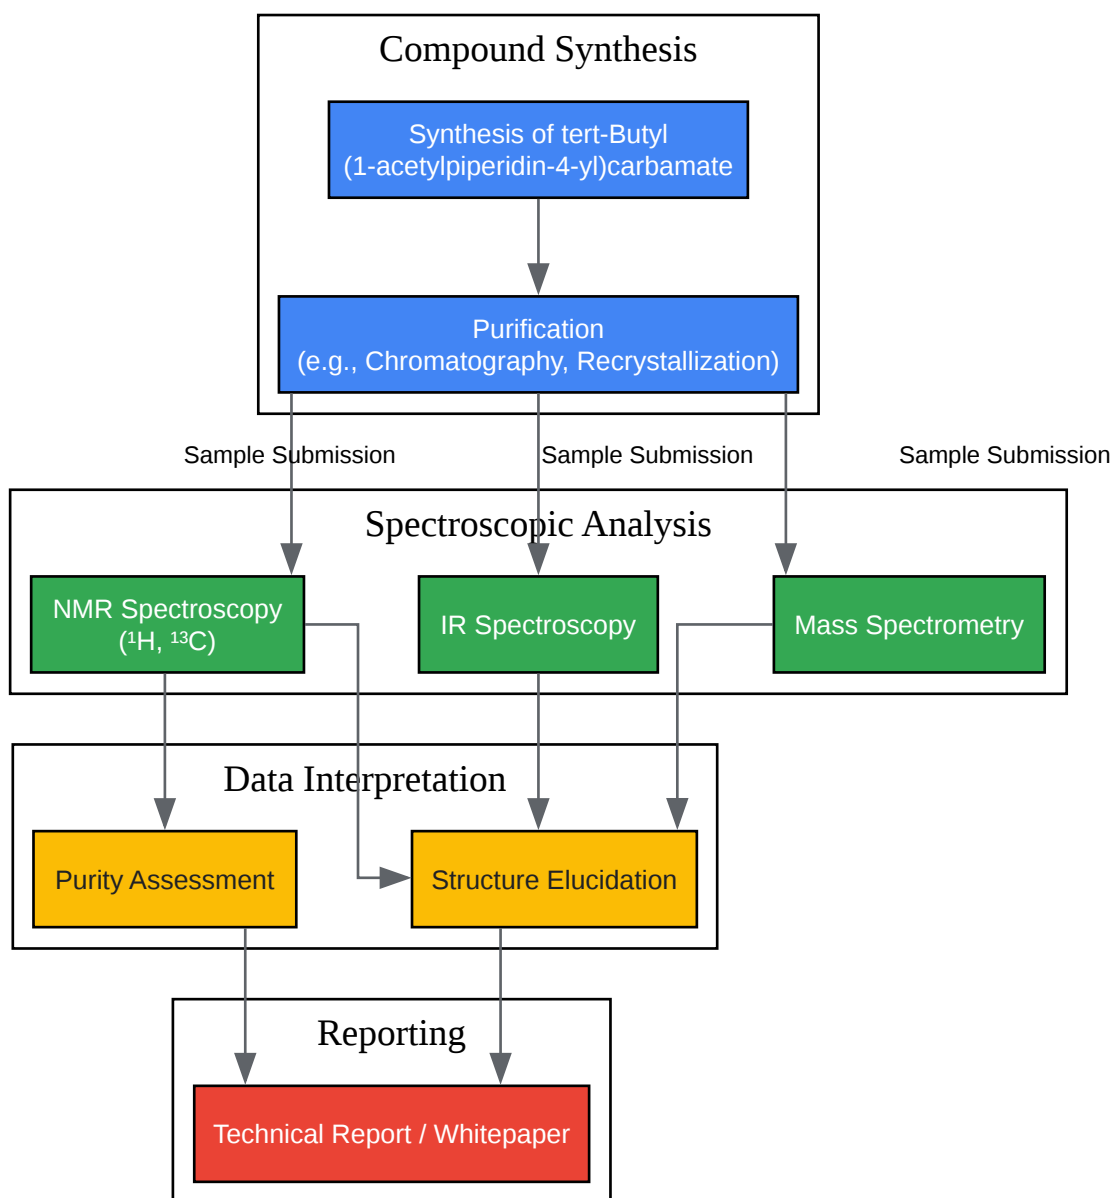 Compound Synthesis
Synthesis of tert-Butyl
(1-acetylpiperidin-4-yl)carbamate
Purification
(e.g., Chromatography, Recrystallization)
Sample Submission
Sample Submission
Sample Submission
Spectroscopic Analysis
NMR Spectroscopy
(¹H, ¹³C)
IR Spectroscopy
Mass Spectrometry
Data Interpretation
Purity Assessment
Structure Elucidation
Reporting
Technical Report / Whitepaper